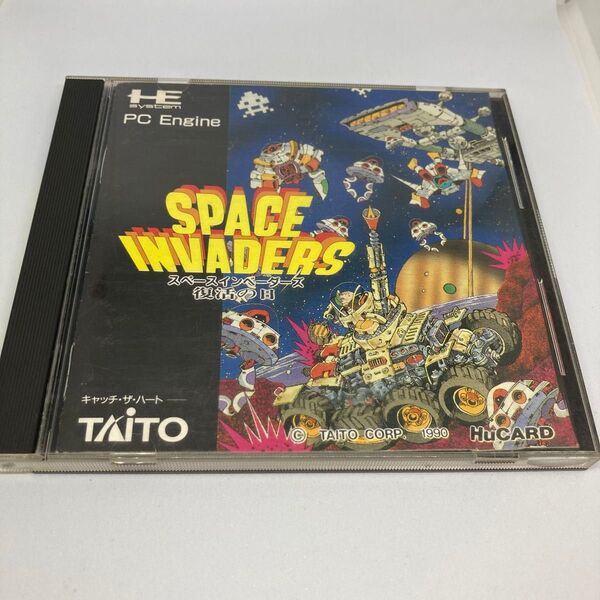 HE
system
PC Engine
SPACE
INVADERS
スペースインベーダーズ
復活の日
キャッチ・ザ・ハート
TAITO
© TAITO CORP. 1990
HuCARD